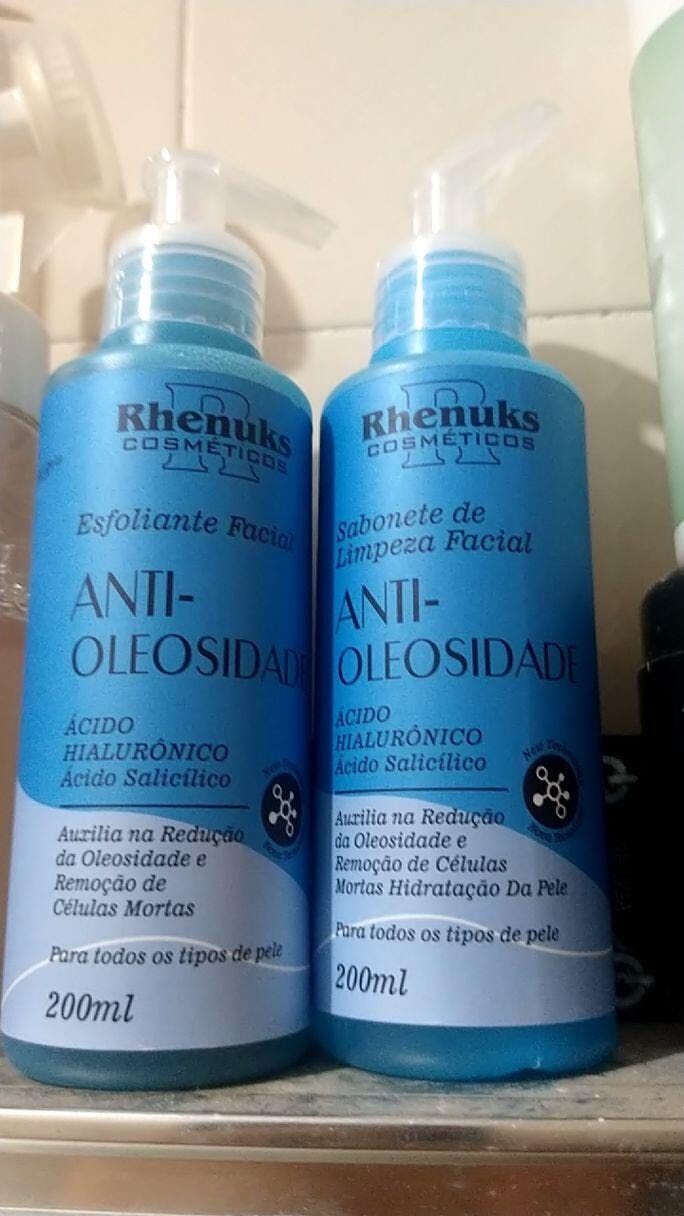 Rhenuks
COSMÉTICOS
Esfoliante Facial
ANTI-
OLEOSIDADE
ÁCIDO
HIALURÔNICO
Ácido Salicílico
Auxilia na Redução
da Oleosidade e
Remoção de
Células Mortas
Para todos os tipos de pele
200ml
Rhenuks
COSMÉTICOS
Sabonete de
Limpeza Facial
ANTI-
OLEOSIDADE
ÁCIDO
HIALURÔNICO
Ácido Salicílico
Auxilia na Redução
da Oleosidade e
Remoção de Células
Mortas Hidratação Da Pele
Para todos os tipos de pele
200ml